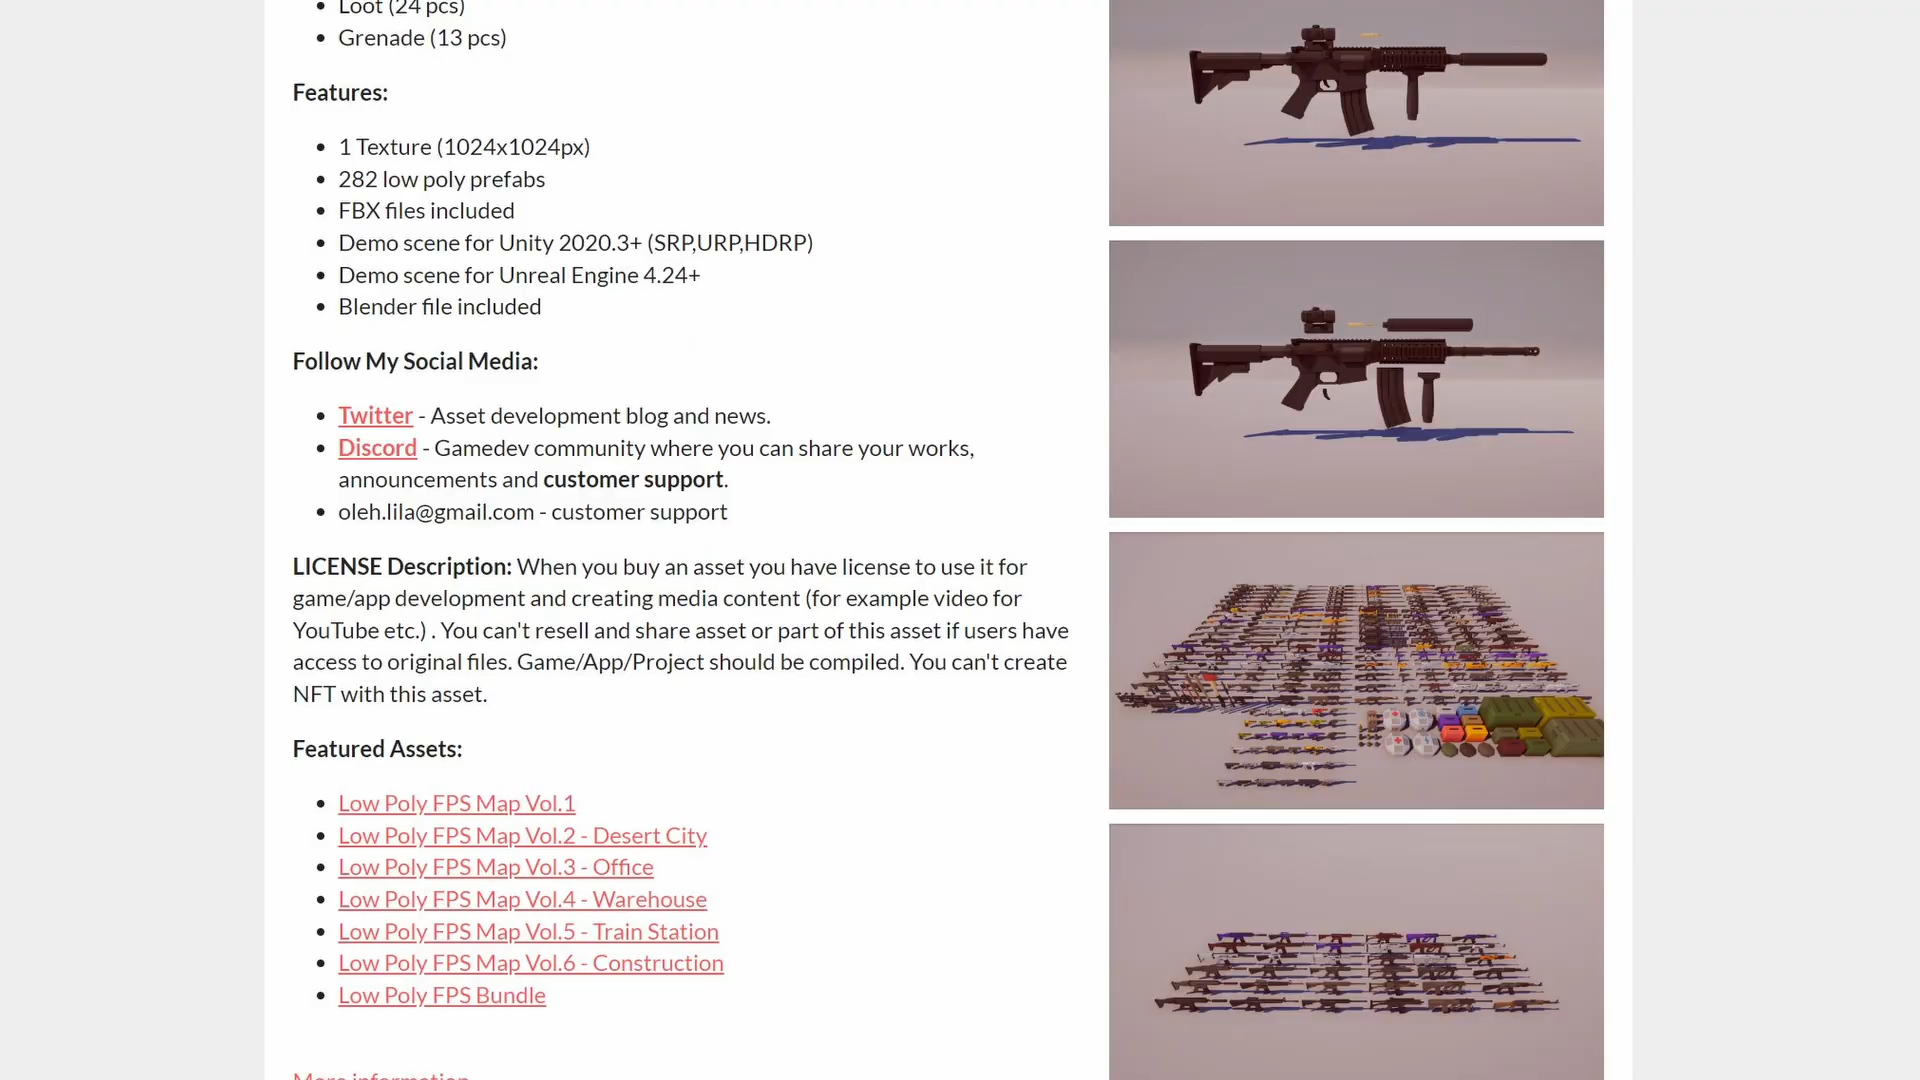 Loot (24 pcs)
Grenade (13 pcs)
Features:
1 Texture (1024x1024px)
282 low poly prefabs
FBX files included
Demo scene for Unity 2020.3+ (SRP,URP,HDRP)
Demo scene for Unreal Engine 4.24+
Blender file included
Follow My Social Media:
Twitter - Asset development blog and news.
Discord - Gamedev community where you can share your works,
announcements and customer support.
oleh.lila@gmail.com - customer support
LICENSE Description: When you buy an asset you have license to use it for
game/app development and creating media content (for example video for
YouTube etc.) . You can't resell and share asset or part of this asset if users have
access to original files. Game/App/Project should be compiled. You can't create
NFT with this asset.
Featured Assets:
Low Poly FPS Map Vol.1
Low Poly FPS Map Vol.2 - Desert City
Low Poly FPS Map Vol.3 - Office
Low Poly FPS Map Vol.4 - Warehouse
Low Poly FPS Map Vol.5 - Train Station
Low Poly FPS Map Vol.6 - Construction
Low Poly FPS Bundle
More information